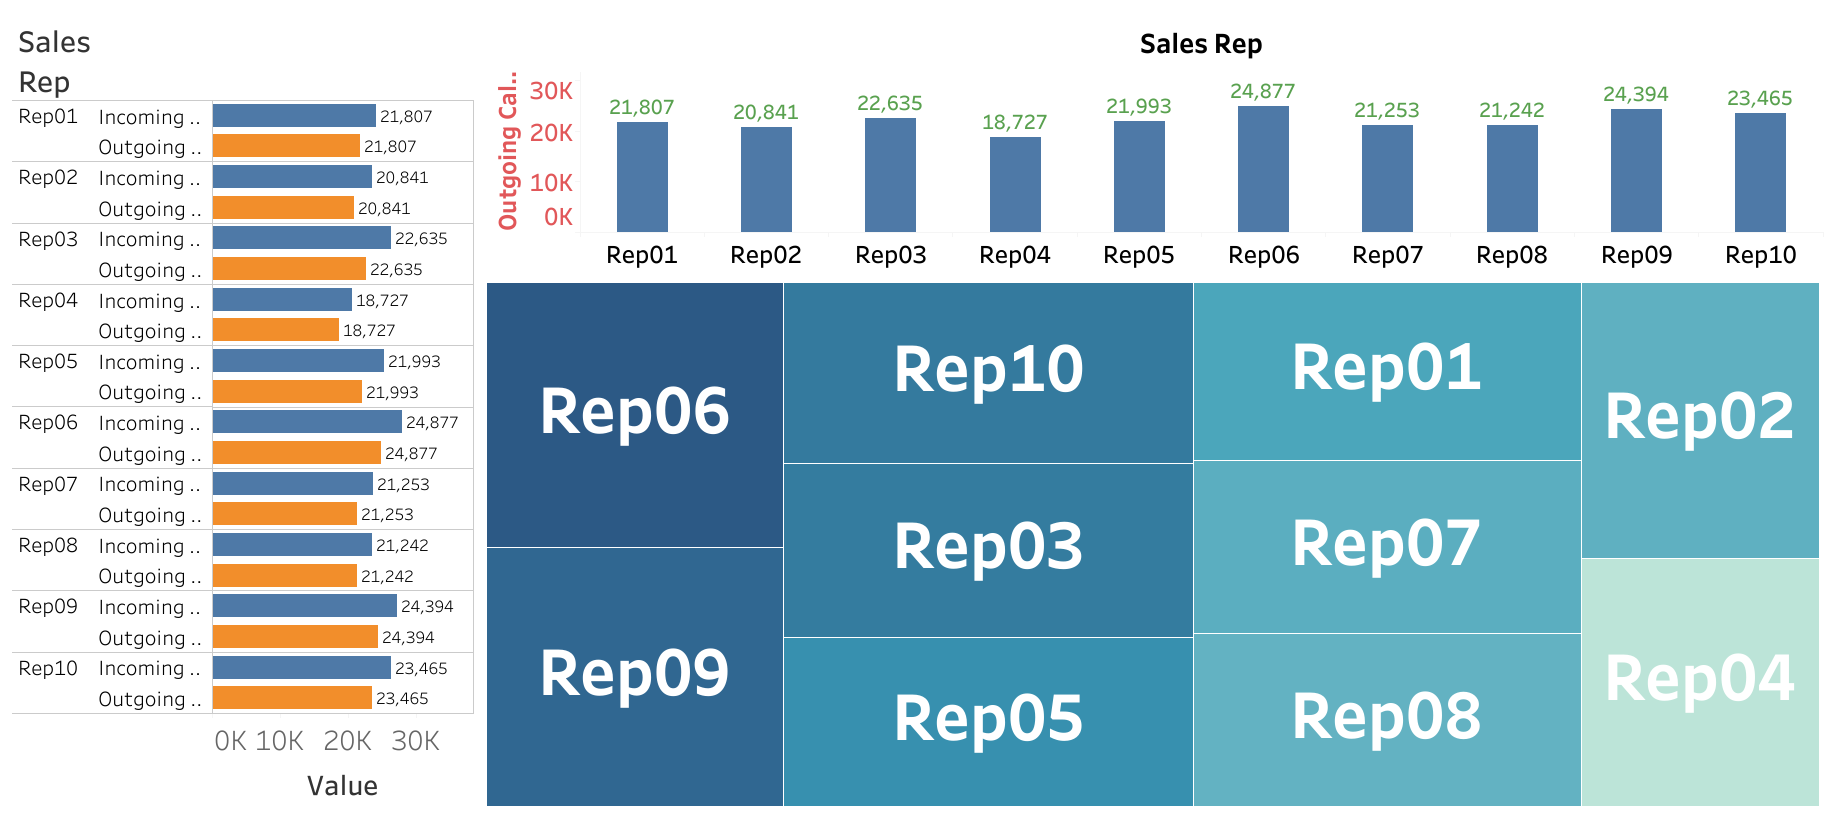 Sales
Rep
Rep01 Incoming .. 21,807
Outgoing .. 21,807
Rep02 Incoming .. 20,841
Outgoing .. 20,841
Rep03 Incoming .. 22,635
Outgoing .. 22,635
Rep04 Incoming .. 18,727
Outgoing .. 18,727
Rep05 Incoming .. 21,993
Outgoing .. 21,993
Rep06 Incoming .. 24,877
Outgoing .. 24,877
Rep07 Incoming .. 21,253
Outgoing .. 21,253
Rep08 Incoming .. 21,242
Outgoing .. 21,242
Rep09 Incoming .. 24,394
Outgoing .. 24,394
Rep10 Incoming .. 23,465
Outgoing .. 23,465
0K 10K 20K 30K
Value
Sales Rep
Outgoing Cal..
30K
20K
10K
0K
21,807 20,841 22,635 18,727 21,993 24,877 21,253 21,242 24,394 23,465
Rep01 Rep02 Rep03 Rep04 Rep05 Rep06 Rep07 Rep08 Rep09 Rep10
Rep06
Rep09
Rep10
Rep03
Rep05
Rep01
Rep07
Rep08
Rep02
Rep04